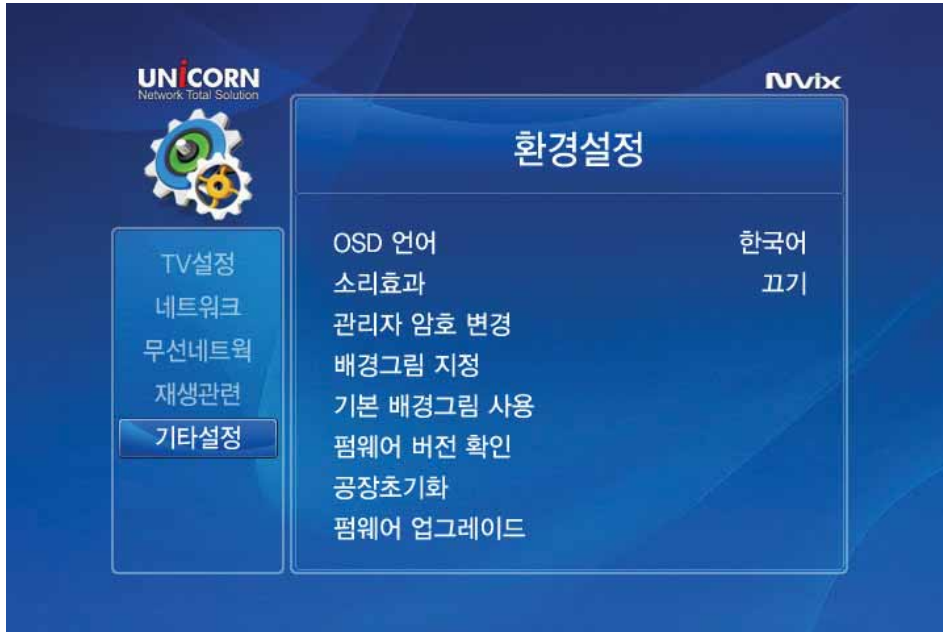 UNiCORN
Network Total Solution
Mvix
환경설정
TV설정
네트워크
무선네트웍
재생관련
기타설정
OSD 언어 한국어
소리효과 끄기
관리자 암호 변경
배경그림 지정
기본 배경그림 사용
펌웨어 버전 확인
공장초기화
펌웨어 업그레이드